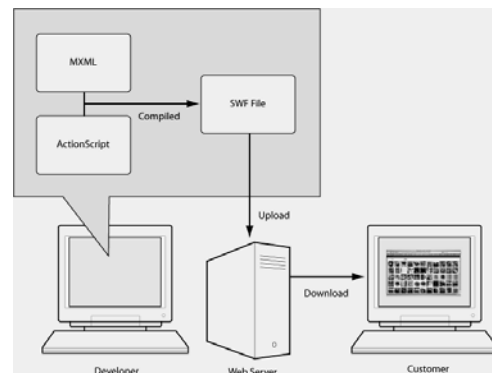 MXML
SWF File
Compiled
ActionScript
Upload
Download
Developer
Web Server
Customer